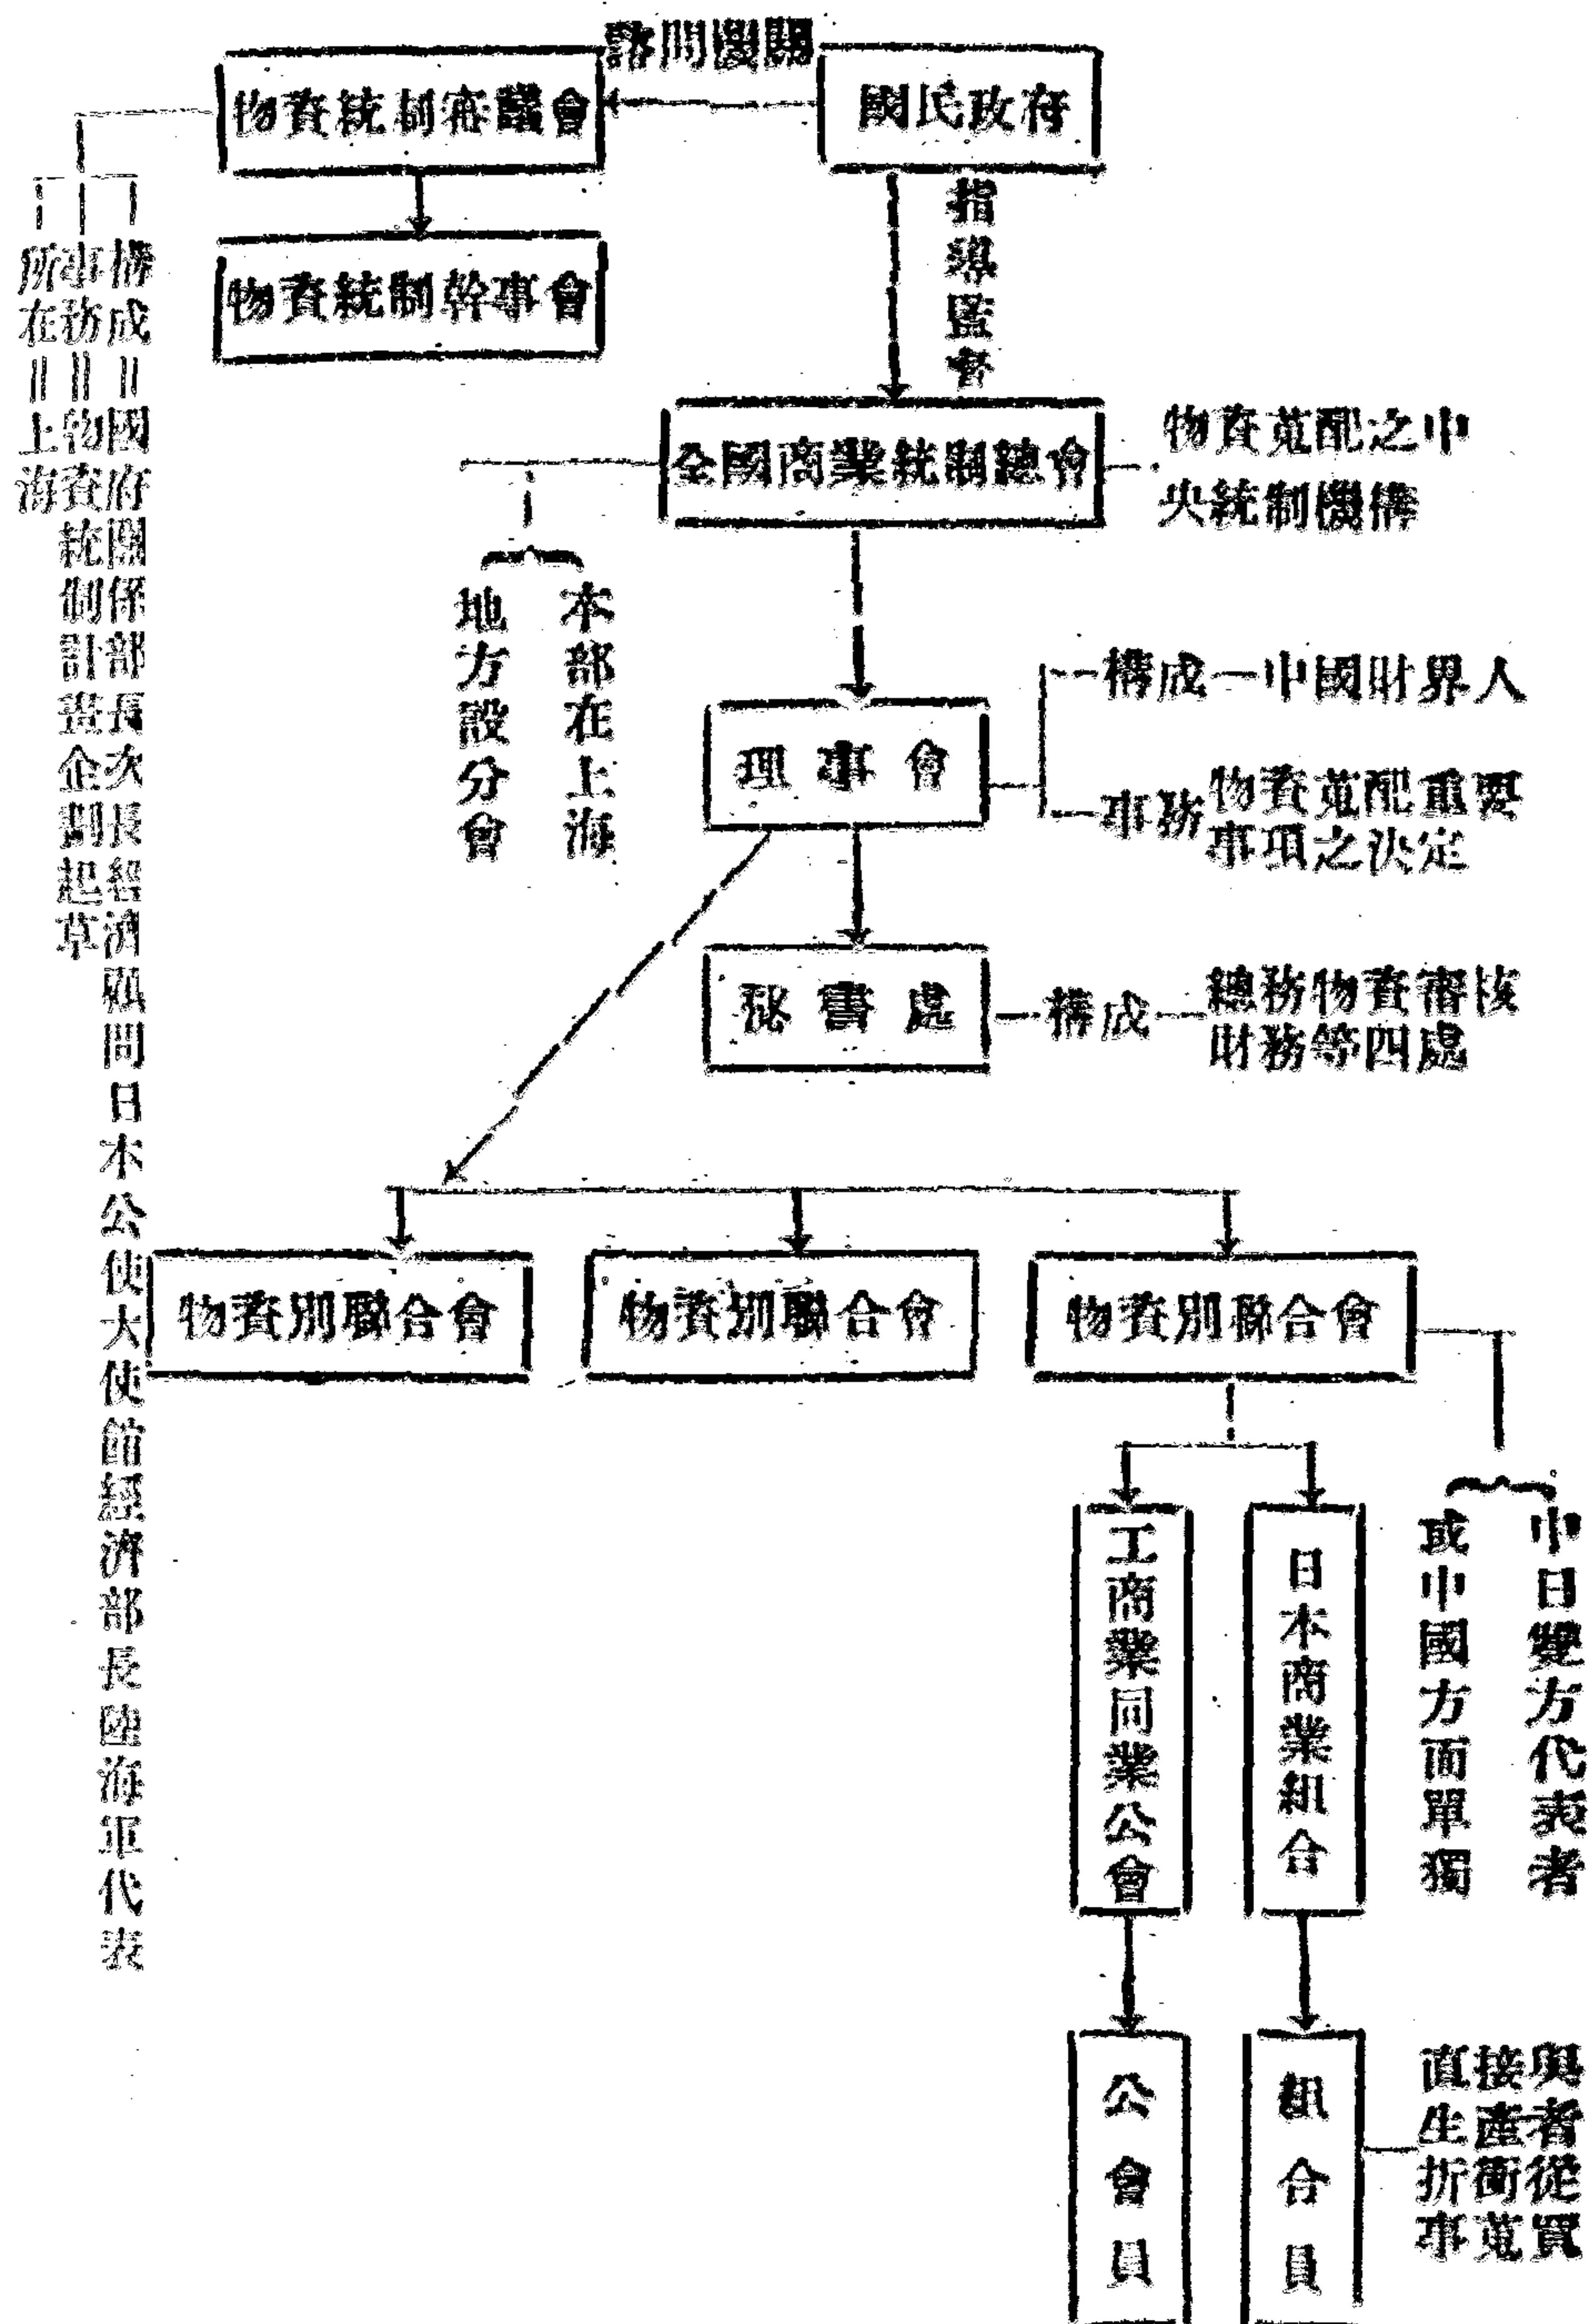 諮問機關
國民政府
物資統制審議會
物資統制幹事會
指導監督
構成＝國府關係部長次長經濟顧問日本公使大使館經濟部長陸海軍代表
事務＝物資統制計畫企劃起草
所在＝上海
全國商業統制總會
物資蒐配之中
央統制機構
本部在上海
地方設分會
理事會
構成—中國財界人
事務
物資蒐配重要
事項之決定
秘書處
構成
總務物資審核
財務等四處
物資別聯合會
物資別聯合會
物資別聯合會
中日雙方代表者
或中國方面單獨
日本商業組合
工商業同業公會
組合員
公會員
直接與
生產者
折衝從
事蒐買